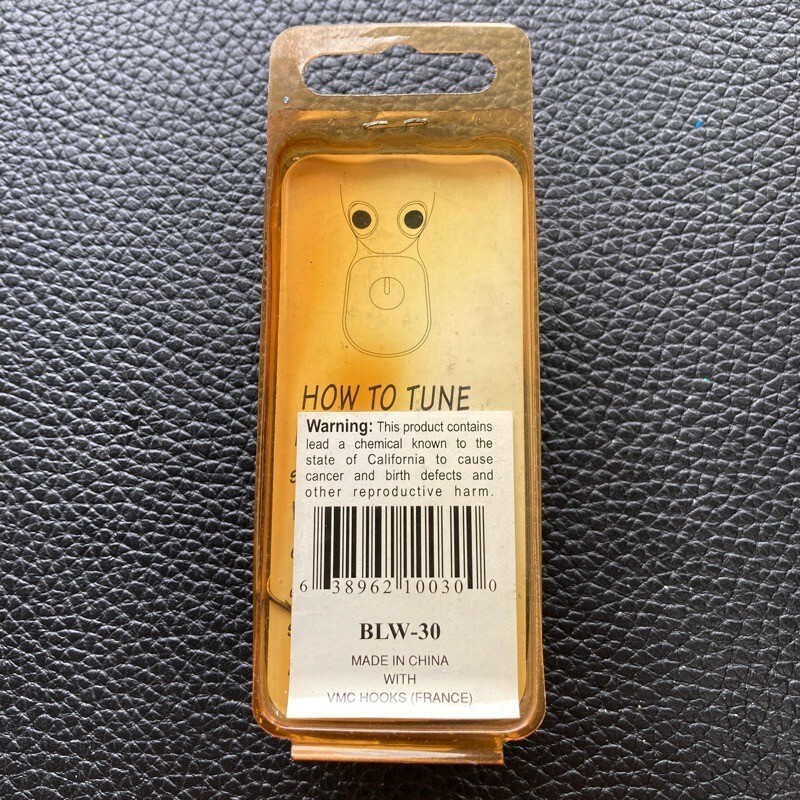 HOW TO TUNE
Warning: This product contains
lead a chemical known to the
state of California to cause
cancer and birth defects and
other reproductive harm.
6 38962 10030 0
BLW-30
MADE IN CHINA
WITH
VMC HOOKS (FRANCE)